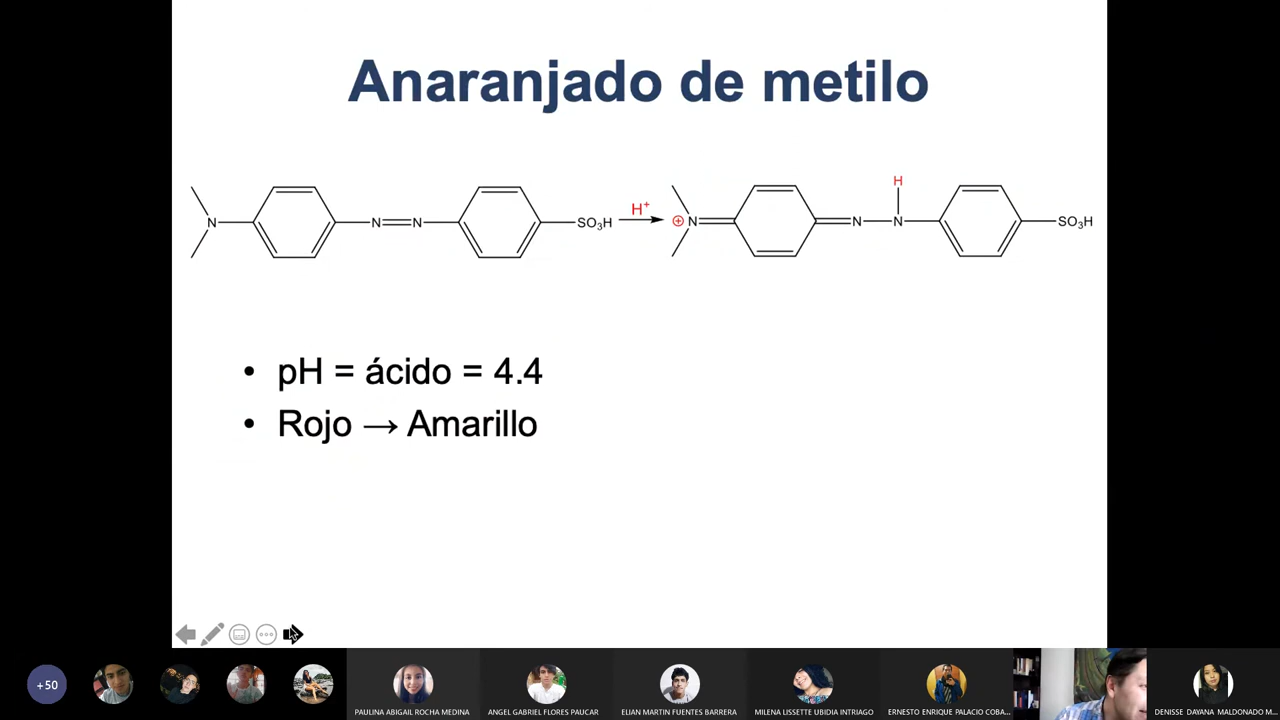 Anaranjado de metilo
N
N
N
SO3H
H+
⊕
N
N
N
H
SO3H
• pH = ácido = 4.4
• Rojo → Amarillo
+50
PAULINA ABIGAIL ROCHA MEDINA
ANGEL GABRIEL FLORES PAUCAR
ELIAN MARTIN FUENTES BARRERA
MILENA LISSETTE UBIDIA INTRIAGO
ERNESTO ENRIQUE PALACIO COBA...
DENISSE DAYANA MALDONADO M...